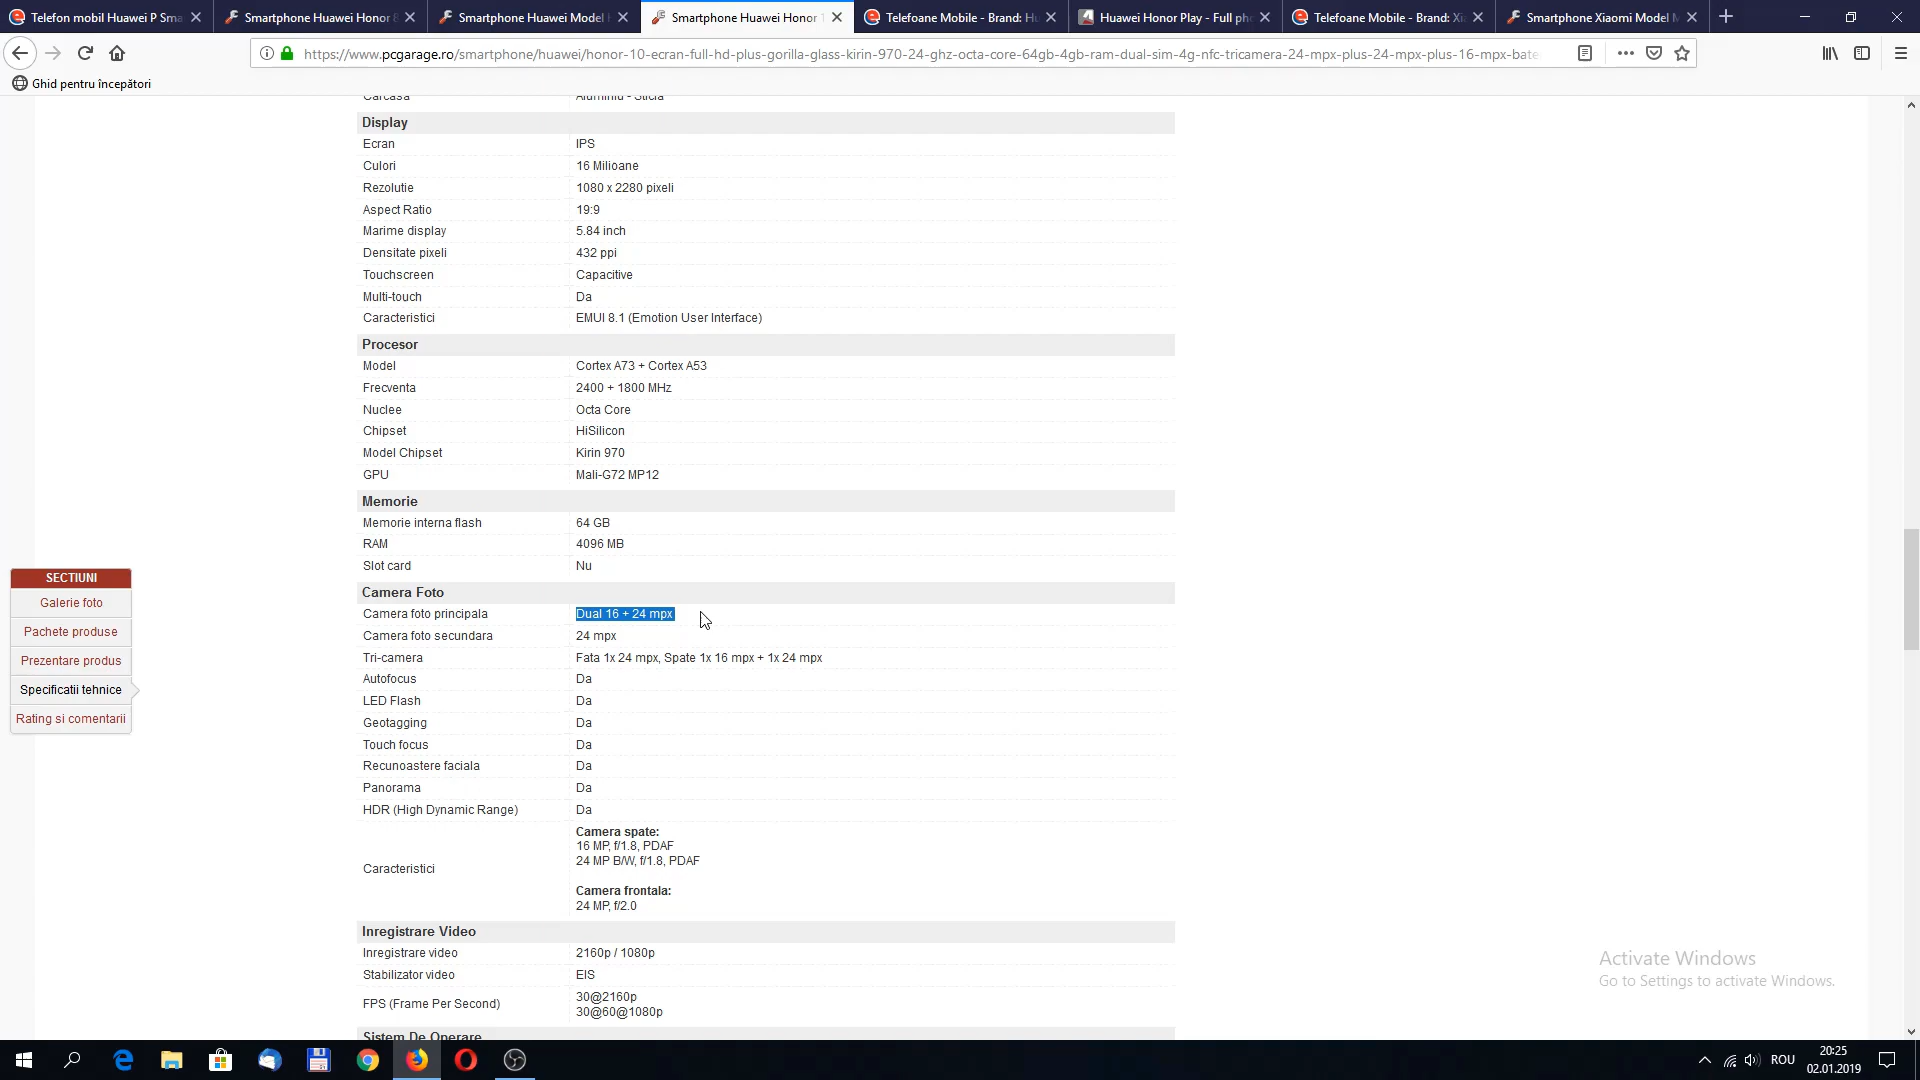 Telefon mobil Huawei P Sma
Smartphone Huawei Honor 8
Smartphone Huawei Model
Smartphone Huawei Honor 1
Telefoane Mobile - Brand: Hu
Huawei Honor Play - Full pho
Telefoane Mobile - Brand: Xi
Smartphone Xiaomi Model M
https://www.pcgarage.ro/smartphone/huawei/honor-10-ecran-full-hd-plus-gorilla-glass-kirin-970-24-ghz-octa-core-64gb-4gb-ram-dual-sim-4g-nfc-tricamera-24-mpx-plus-24-mpx-plus-16-mpx-bate
Ghid pentru începători
Carcasa Aluminiu - Sticla
Display
Ecran IPS
Culori 16 Milioane
Rezolutie 1080 x 2280 pixeli
Aspect Ratio 19:9
Marime display 5.84 inch
Densitate pixeli 432 ppi
Touchscreen Capacitive
Multi-touch Da
Caracteristici EMUI 8.1 (Emotion User Interface)
Procesor
Model Cortex A73 + Cortex A53
Frecventa 2400 + 1800 MHz
Nuclee Octa Core
Chipset HiSilicon
Model Chipset Kirin 970
GPU Mali-G72 MP12
Memorie
Memorie interna flash 64 GB
RAM 4096 MB
Slot card Nu
Camera Foto
Camera foto principala Dual 16 + 24 mpx
Camera foto secundara 24 mpx
Tri-camera Fata 1x 24 mpx, Spate 1x 16 mpx + 1x 24 mpx
Autofocus Da
LED Flash Da
Geotagging Da
Touch focus Da
Recunoastere faciala Da
Panorama Da
HDR (High Dynamic Range) Da
Caracteristici
Camera spate:
16 MP, f/1.8, PDAF
24 MP B/W, f/1.8, PDAF
Camera frontala:
24 MP, f/2.0
Inregistrare Video
Inregistrare video 2160p / 1080p
Stabilizator video EIS
FPS (Frame Per Second)
30@2160p
30@60@1080p
Sistem De Operare
SECTIUNI
Galerie foto
Pachete produse
Prezentare produs
Specificatii tehnice
Rating si comentarii
Activate Windows
Go to Settings to activate Windows.
ROU
20:25
02.01.2019